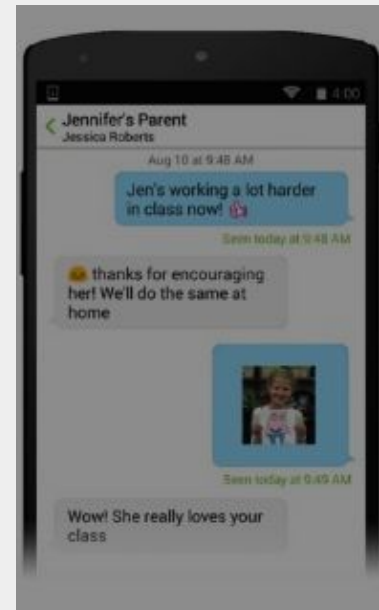 4:00
Jennifer's Parent
Jessica Roberts
Aug 10 at 9:48 AM
Jen's working a lot harder
in class now! 👍
Seen today at 9:48 AM
😊 thanks for encouraging
her! We'll do the same at
home
Seen today at 9:49 AM
Wow! She really loves your
class